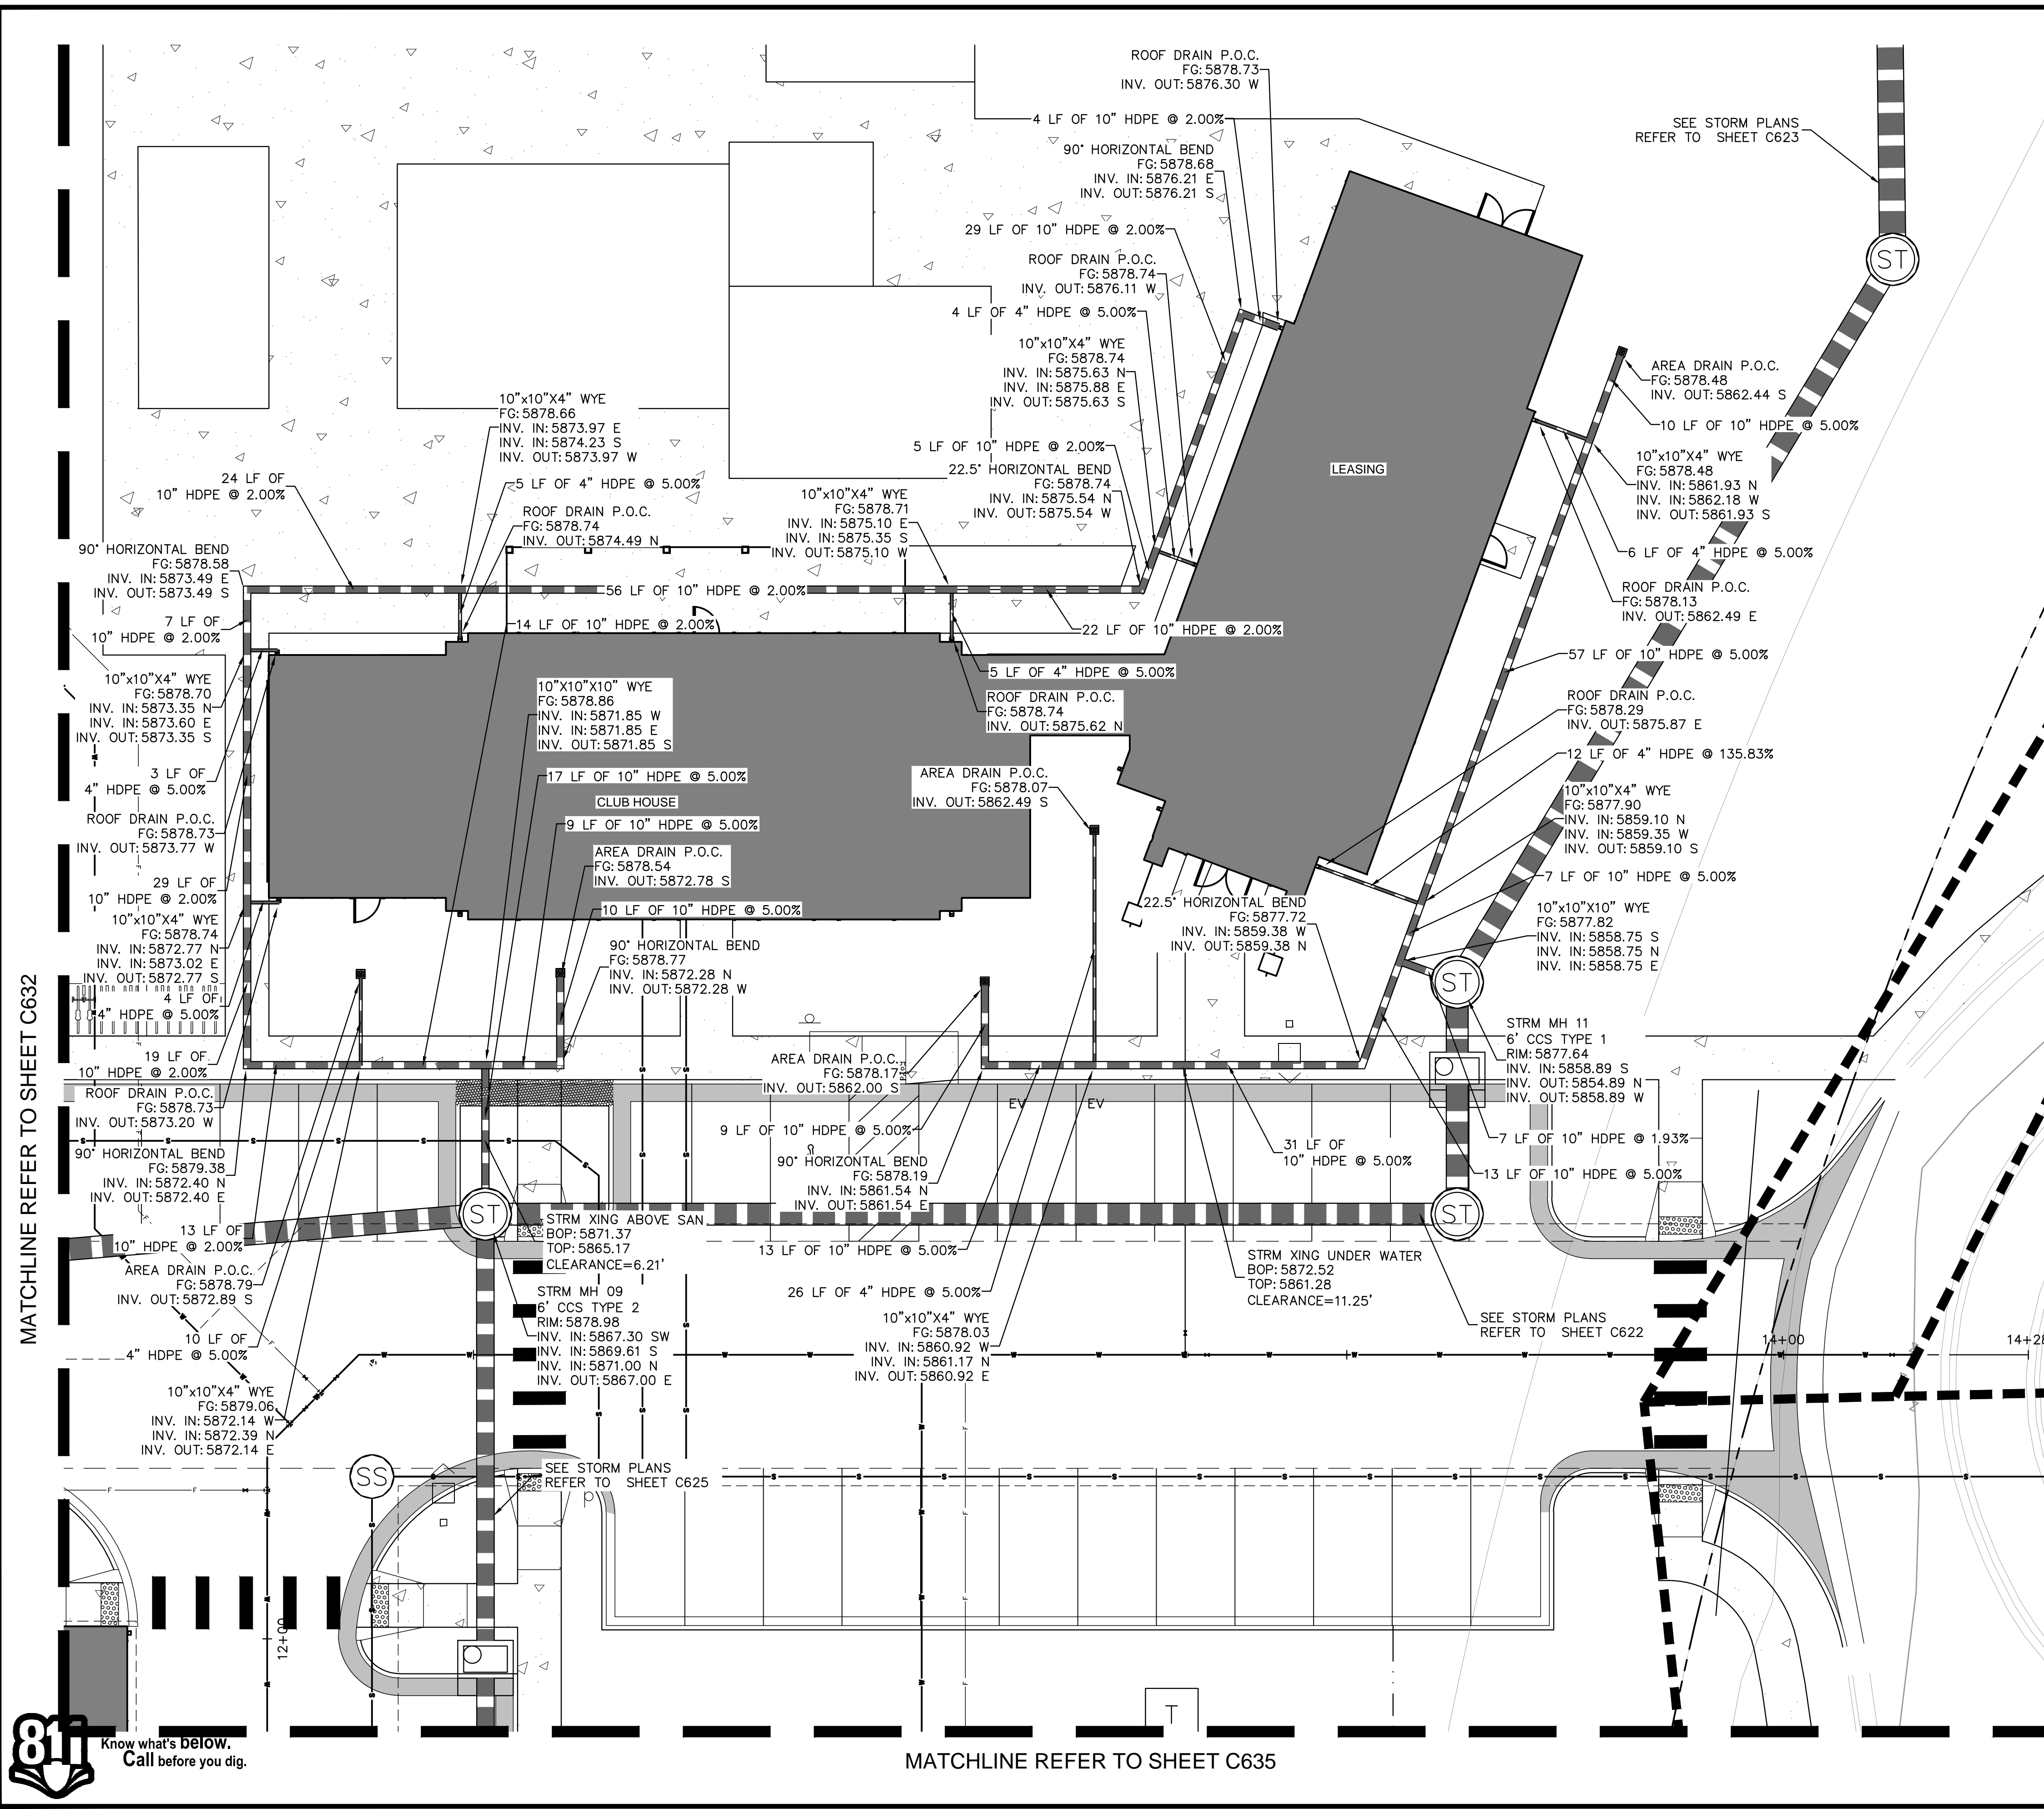 ROOF DRAIN P.O.C.
FG: 5878.73
INV. OUT: 5876.30 W
4 LF OF 10" HDPE @ 2.00%
90° HORIZONTAL BEND
FG: 5878.68
INV. IN: 5876.21 E
INV. OUT: 5876.21 S
29 LF OF 10" HDPE @ 2.00%
ROOF DRAIN P.O.C.
FG: 5878.74
INV. OUT: 5876.11 W
4 LF OF 4" HDPE @ 5.00%
10"x10"X4" WYE
FG: 5878.74
INV. IN: 5875.63 N
INV. IN: 5875.88 E
INV. OUT: 5875.63 S
5 LF OF 10" HDPE @ 2.00%
22.5° HORIZONTAL BEND
FG: 5878.74
INV. IN: 5875.54 N
INV. OUT: 5875.54 W
SEE STORM PLANS
REFER TO SHEET C623
ST
AREA DRAIN P.O.C.
FG: 5878.48
INV. OUT: 5862.44 S
10 LF OF 10" HDPE @ 5.00%
10"x10"X4" WYE
FG: 5878.48
INV. IN: 5861.93 N
INV. IN: 5862.18 W
INV. OUT: 5861.93 S
6 LF OF 4" HDPE @ 5.00%
ROOF DRAIN P.O.C.
FG: 5878.13
INV. OUT: 5862.49 E
57 LF OF 10" HDPE @ 5.00%
ROOF DRAIN P.O.C.
FG: 5878.29
INV. OUT: 5875.87 E
12 LF OF 4" HDPE @ 135.83%
10"x10"X4" WYE
FG: 5877.90
INV. IN: 5859.10 N
INV. IN: 5859.35 W
INV. OUT: 5859.10 S
7 LF OF 10" HDPE @ 5.00%
10"x10"X10" WYE
FG: 5877.82
INV. IN: 5858.75 S
INV. IN: 5858.75 N
INV. IN: 5858.75 E
LEASING
10"x10"X4" WYE
FG: 5878.66
INV. IN: 5873.97 E
INV. IN: 5874.23 S
INV. OUT: 5873.97 W
5 LF OF 4" HDPE @ 5.00%
ROOF DRAIN P.O.C.
FG: 5878.74
INV. OUT: 5874.49 N
10"x10"X4" WYE
FG: 5878.71
INV. IN: 5875.10 E
INV. IN: 5875.35 S
INV. OUT: 5875.10 W
24 LF OF
10" HDPE @ 2.00%
90° HORIZONTAL BEND
FG: 5878.58
INV. IN: 5873.49 E
INV. OUT: 5873.49 S
56 LF OF 10" HDPE @ 2.00%
14 LF OF 10" HDPE @ 2.00%
22 LF OF 10" HDPE @ 2.00%
5 LF OF 4" HDPE @ 5.00%
ROOF DRAIN P.O.C.
FG: 5878.74
INV. OUT: 5875.62 N
7 LF OF
10" HDPE @ 2.00%
10"x10"X4" WYE
FG: 5878.70
INV. IN: 5873.35 N
INV. IN: 5873.60 E
INV. OUT: 5873.35 S
3 LF OF
4" HDPE @ 5.00%
ROOF DRAIN P.O.C.
FG: 5878.73
INV. OUT: 5873.77 W
29 LF OF
10" HDPE @ 2.00%
10"x10"X4" WYE
FG: 5878.74
INV. IN: 5872.77 N
INV. IN: 5873.02 E
INV. OUT: 5872.77 S
4 LF OF
4" HDPE @ 5.00%
19 LF OF
10" HDPE @ 2.00%
ROOF DRAIN P.O.C.
FG: 5878.73
INV. OUT: 5873.20 W
90° HORIZONTAL BEND
FG: 5879.38
INV. IN: 5872.40 N
INV. OUT: 5872.40 E
13 LF OF
10" HDPE @ 2.00%
AREA DRAIN P.O.C.
FG: 5878.79
INV. OUT: 5872.89 S
10 LF OF
4" HDPE @ 5.00%
10"x10"X4" WYE
FG: 5879.06
INV. IN: 5872.14 W
INV. IN: 5872.39 N
INV. OUT: 5872.14 E
10"X10"X10" WYE
FG: 5878.86
INV. IN: 5871.85 W
INV. IN: 5871.85 E
INV. OUT: 5871.85 S
17 LF OF 10" HDPE @ 5.00%
CLUB HOUSE
9 LF OF 10" HDPE @ 5.00%
AREA DRAIN P.O.C.
FG: 5878.54
INV. OUT: 5872.78 S
10 LF OF 10" HDPE @ 5.00%
90° HORIZONTAL BEND
FG: 5878.77
INV. IN: 5872.28 N
INV. OUT: 5872.28 W
AREA DRAIN P.O.C.
FG: 5878.07
INV. OUT: 5862.49 S
22.5° HORIZONTAL BEND
FG: 5877.72
INV. IN: 5859.38 W
INV. OUT: 5859.38 N
ST
STRM MH 11
6' CCS TYPE 1
RIM: 5877.64
INV. IN: 5858.89 S
INV. OUT: 5854.89 N
INV. OUT: 5858.89 W
7 LF OF 10" HDPE @ 1.93%
13 LF OF 10" HDPE @ 5.00%
AREA DRAIN P.O.C.
FG: 5878.17
INV. OUT: 5862.00 S
EV
EV
9 LF OF 10" HDPE @ 5.00%
90° HORIZONTAL BEND
FG: 5878.19
INV. IN: 5861.54 N
INV. OUT: 5861.54 E
31 LF OF
10" HDPE @ 5.00%
ST
ST
13 LF OF 10" HDPE @ 5.00%
26 LF OF 4" HDPE @ 5.00%
10"x10"X4" WYE
FG: 5878.03
INV. IN: 5860.92 W
INV. IN: 5861.17 N
INV. OUT: 5860.92 E
STRM XING ABOVE SAN
BOP: 5871.37
TOP: 5865.17
CLEARANCE=6.21'
STRM MH 09
6' CCS TYPE 2
RIM: 5878.98
INV. IN: 5867.30 SW
INV. IN: 5869.61 S
INV. IN: 5871.00 N
INV. OUT: 5867.00 E
STRM XING UNDER WATER
BOP: 5872.52
TOP: 5861.28
CLEARANCE=11.25'
SEE STORM PLANS
REFER TO SHEET C622
14+00
14+28
SS
SEE STORM PLANS
REFER TO SHEET C625
12+00
T
MATCHLINE REFER TO SHEET C632
MATCHLINE REFER TO SHEET C635
811
Know what's below.
Call before you dig.